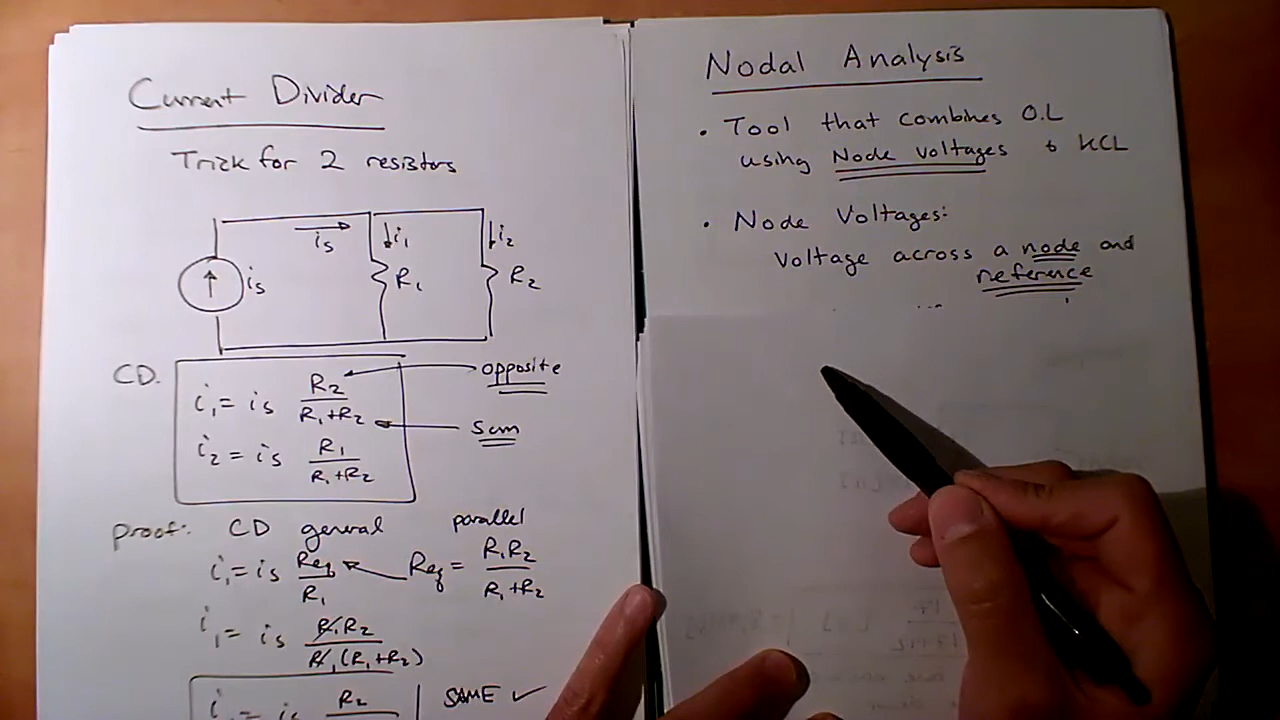 Current Divider
Trick for 2 resistors
is
i1
i2
is
R1
R2
CD.
i1 = is R2 / R1+R2
opposite
sum
i2 = is R1 / R1+R2
Proof: CD general parallel
i1 = is Req / R1
Req = R1R2 / R1+R2
i1 = is R1R2 / R1(R1+R2)
R2
SAME ✓
Nodal Analysis
• Tool that combines O.L
using Node Voltages & KCL
• Node Voltages:
Voltage across a node and
reference